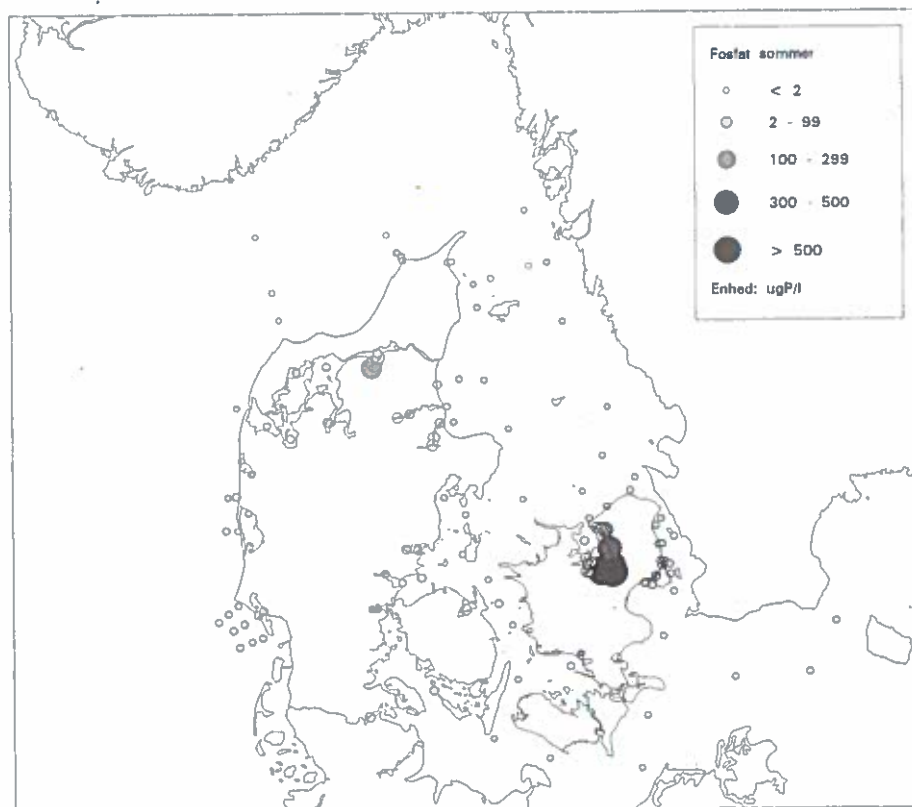 Fosfat sommer
< 2
2 - 99
100 - 299
300 - 500
> 500
Enhed: ugP/l